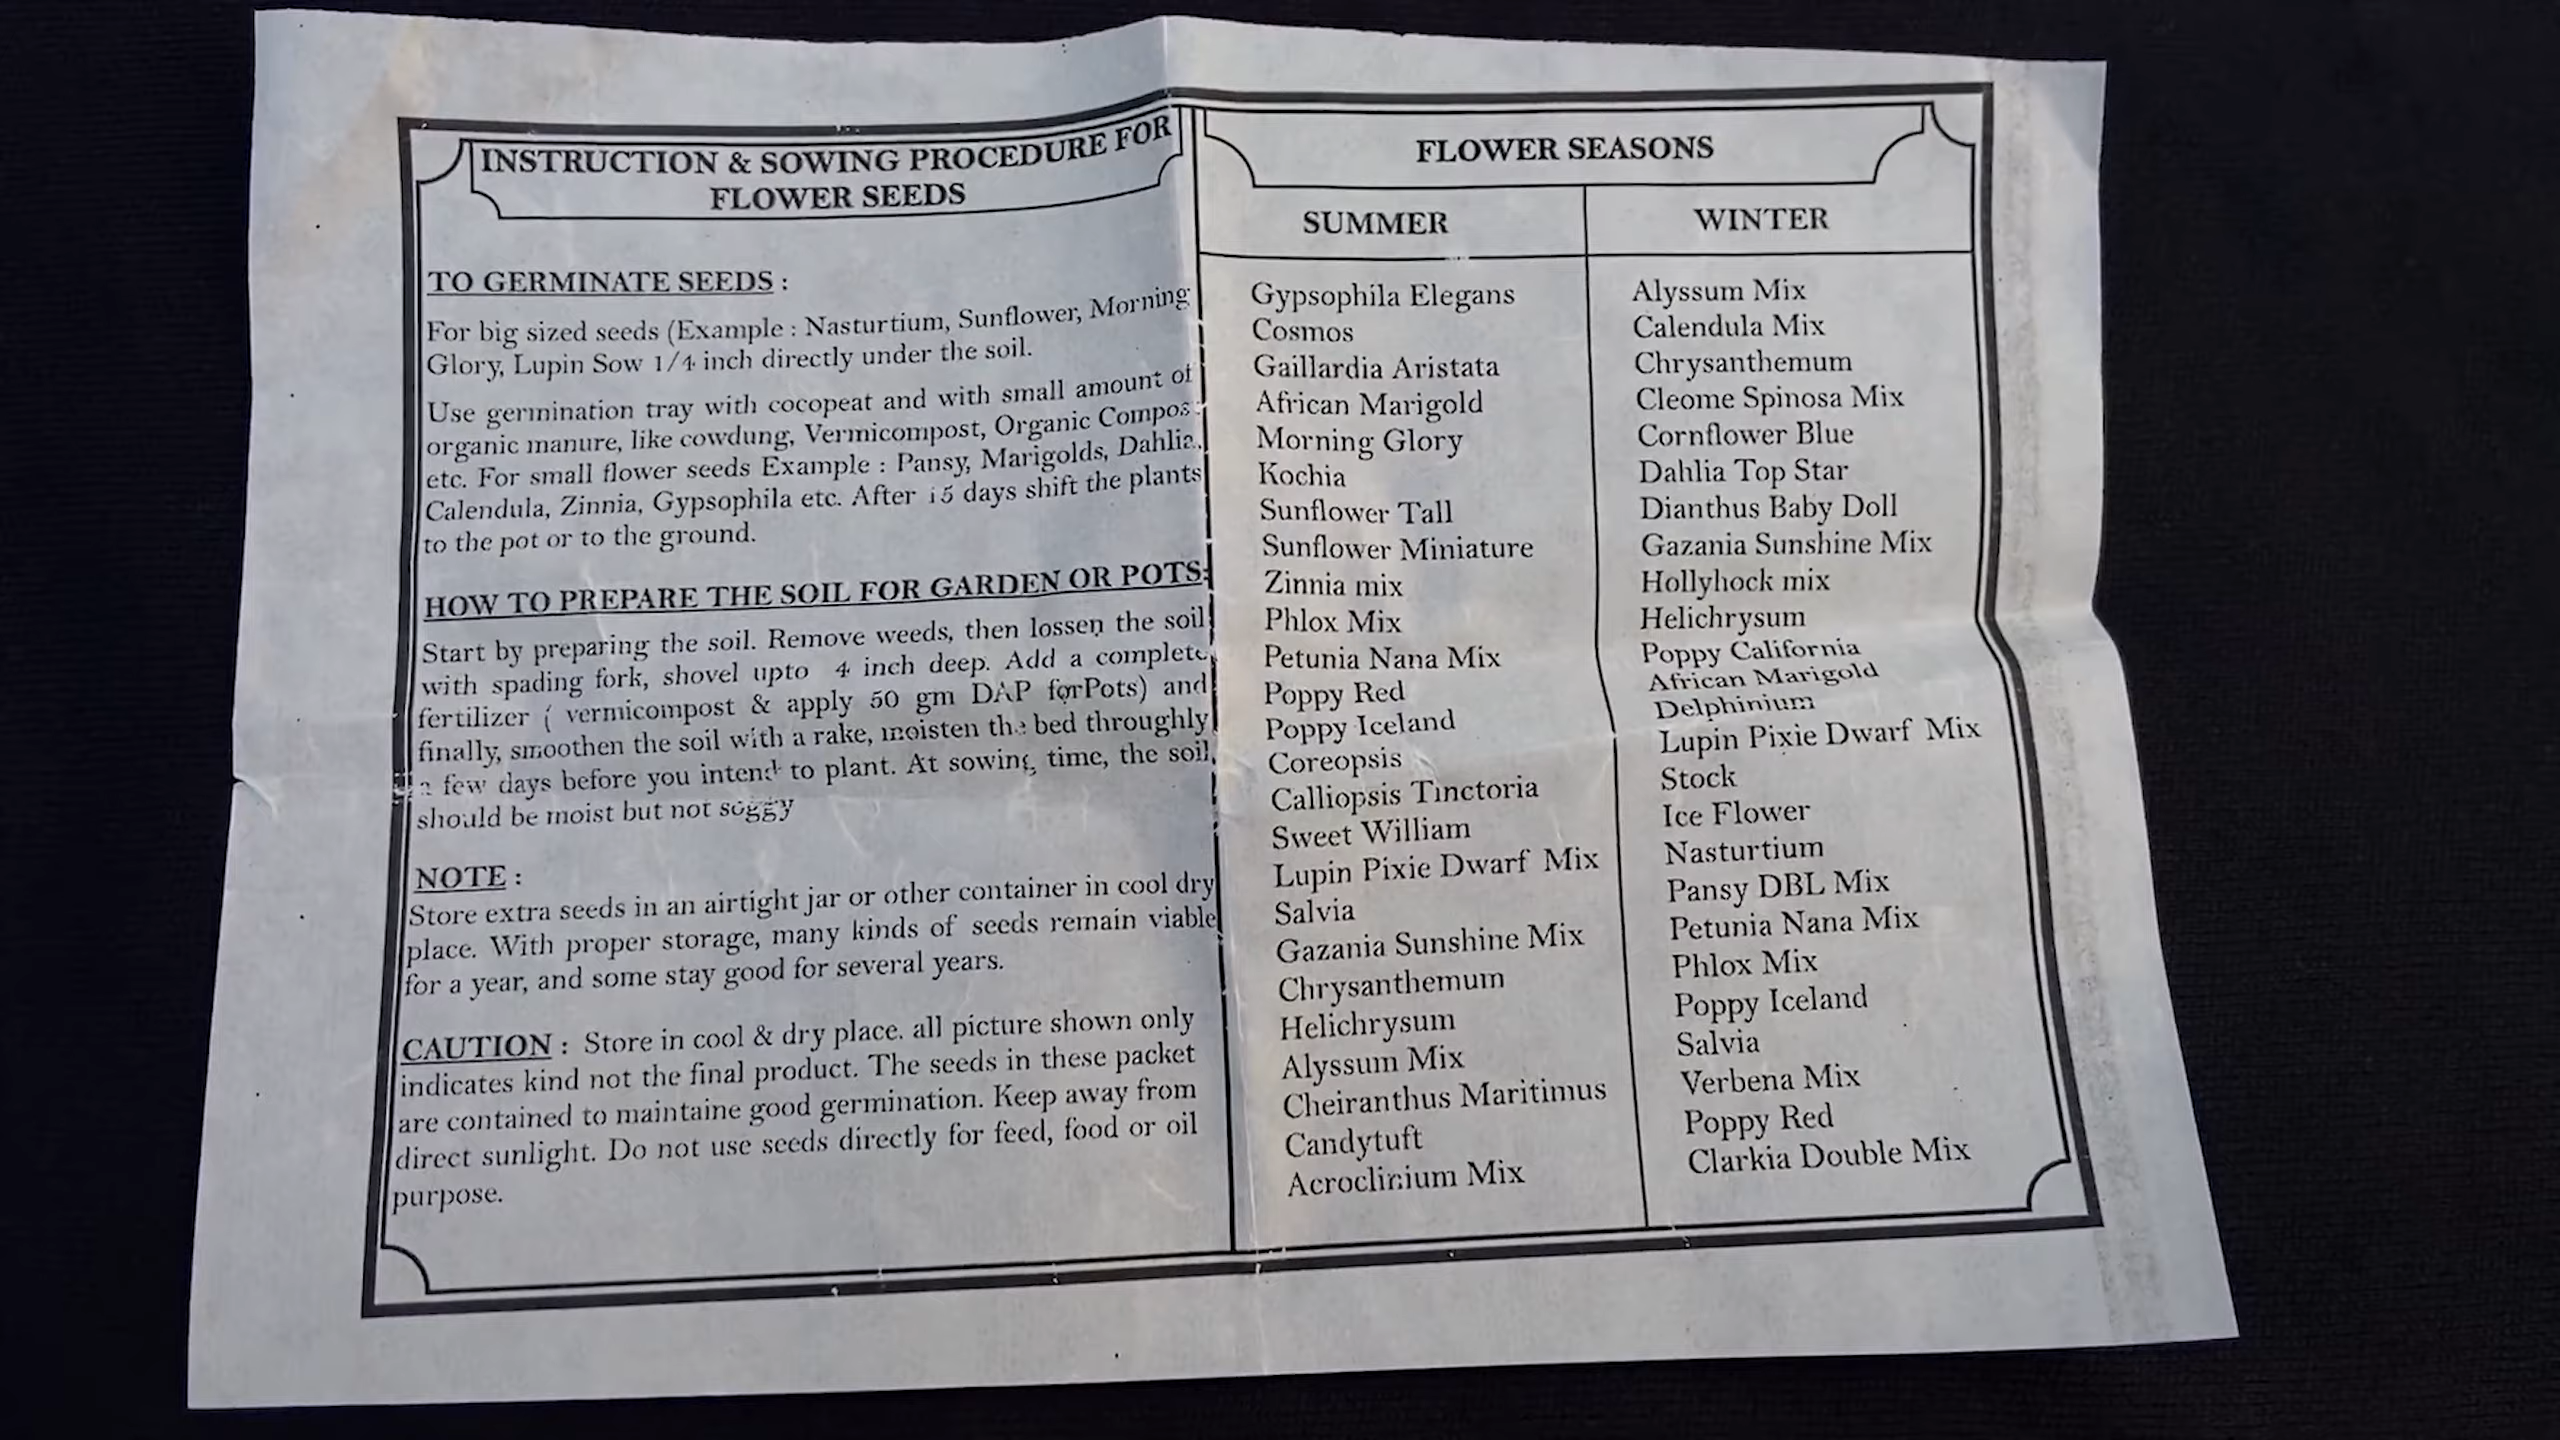 INSTRUCTION & SOWING PROCEDURE FOR
FLOWER SEEDS
TO GERMINATE SEEDS :
For big sized seeds (Example : Nasturtium, Sunflower, Morning
Glory, Lupin Sow 1/4 inch directly under the soil.
Use germination tray with cocopeat and with small amount of
organic manure, like cowdung, Vermicompost, Organic Compos
etc. For small flower seeds Example : Pansy, Marigolds, Dahlia,
Calendula, Zinnia, Gypsophila etc. After 15 days shift the plants
to the pot or to the ground.
HOW TO PREPARE THE SOIL FOR GARDEN OR POTS:
Start by preparing the soil. Remove weeds, then lossen the soil
with spading fork, shovel upto 4 inch deep. Add a complete
fertilizer ( vermicompost & apply 50 gm DAP forPots) and
finally, smoothen the soil with a rake, moisten the bed throughly
a few days before you intend to plant. At sowing time, the soil
should be moist but not soggy
NOTE :
Store extra seeds in an airtight jar or other container in cool dry
place. With proper storage, many kinds of seeds remain viable
for a year, and some stay good for several years.
CAUTION : Store in cool & dry place. all picture shown only
indicates kind not the final product. The seeds in these packet
are contained to maintaine good germination. Keep away from
direct sunlight. Do not use seeds directly for feed, food or oil
purpose.
FLOWER SEASONS
SUMMER
Gypsophila Elegans
Cosmos
Gaillardia Aristata
African Marigold
Morning Glory
Kochia
Sunflower Tall
Sunflower Miniature
Zinnia mix
Phlox Mix
Petunia Nana Mix
Poppy Red
Poppy Iceland
Coreopsis
Calliopsis Tinctoria
Sweet William
Lupin Pixie Dwarf Mix
Salvia
Gazania Sunshine Mix
Chrysanthemum
Helichrysum
Alyssum Mix
Cheiranthus Maritimus
Candytuft
Acroclinium Mix
WINTER
Alyssum Mix
Calendula Mix
Chrysanthemum
Cleome Spinosa Mix
Cornflower Blue
Dahlia Top Star
Dianthus Baby Doll
Gazania Sunshine Mix
Hollyhock mix
Helichrysum
Poppy California
African Marigold
Delphinium
Lupin Pixie Dwarf Mix
Stock
Ice Flower
Nasturtium
Pansy DBL Mix
Petunia Nana Mix
Phlox Mix
Poppy Iceland
Salvia
Verbena Mix
Poppy Red
Clarkia Double Mix